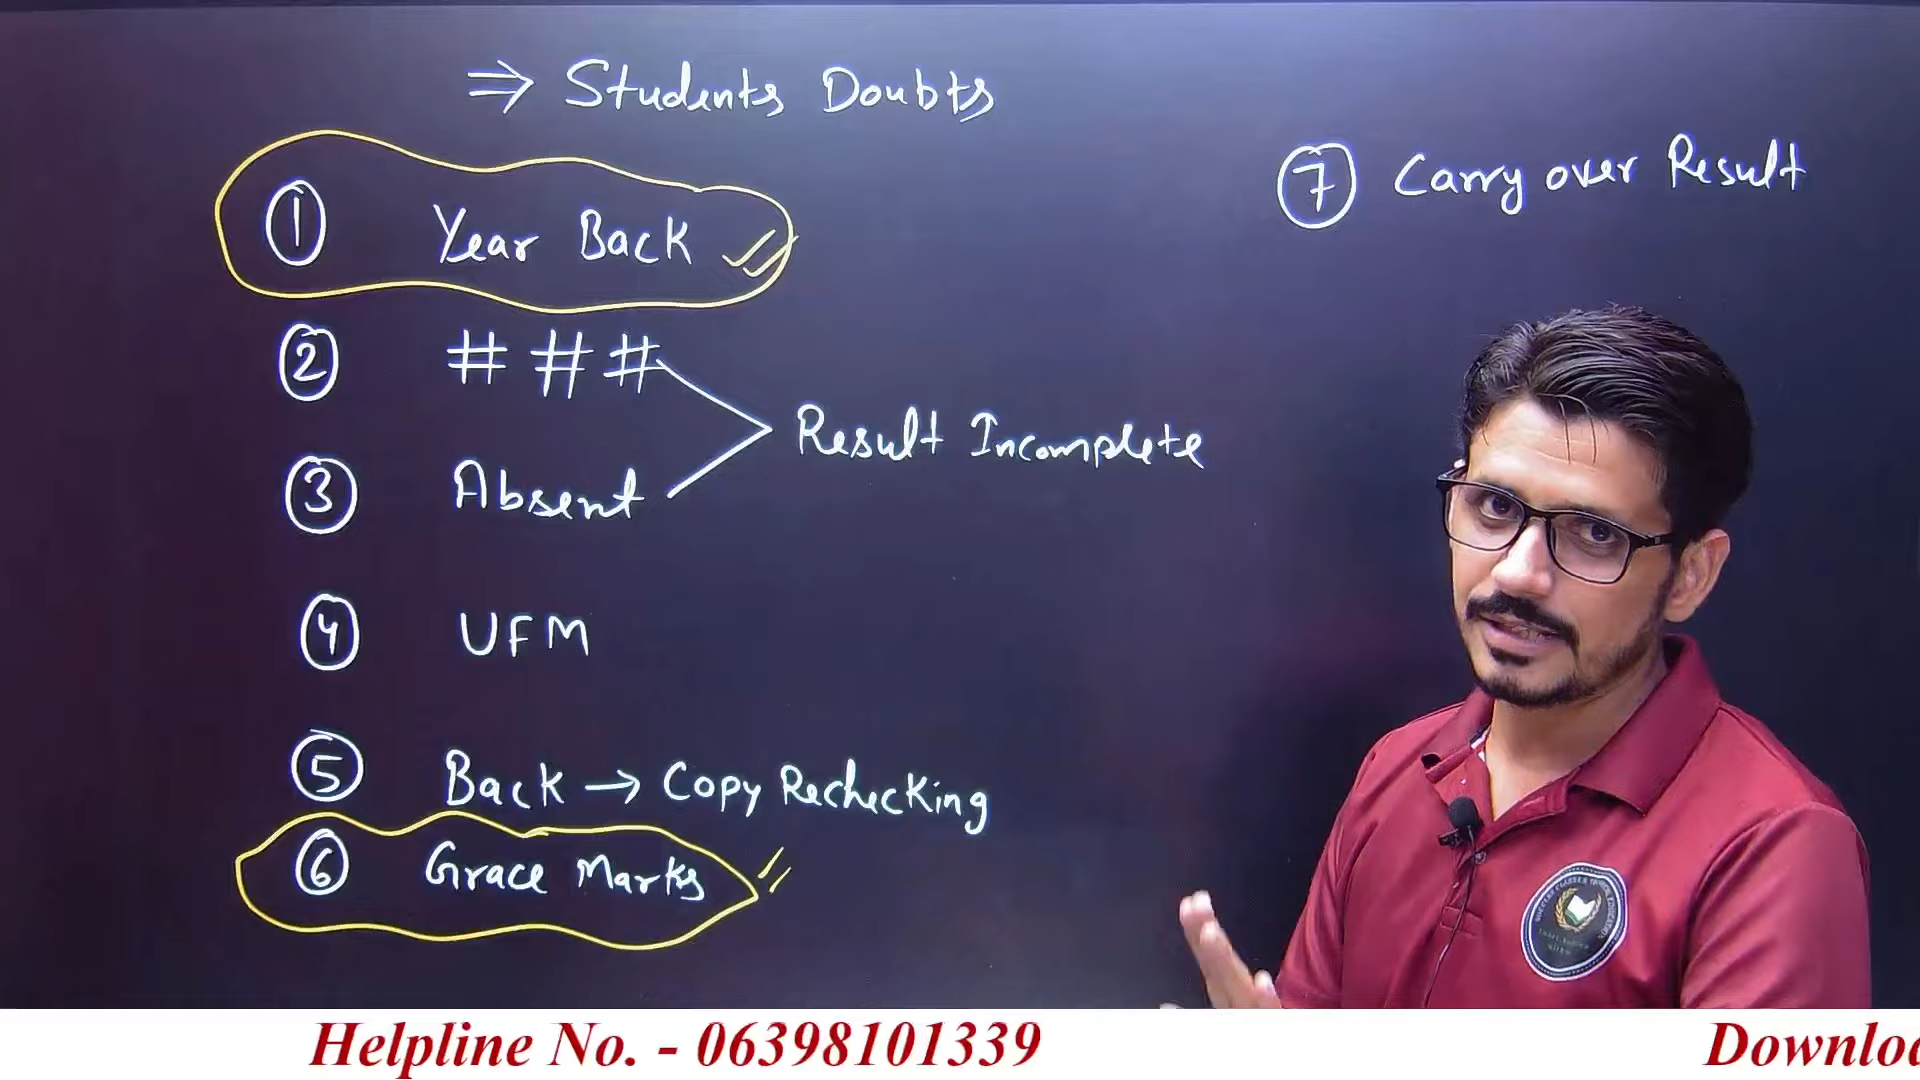 ⇒ Students Doubts
① Year Back
② # # #
③ Absent
Result Incomplete
④ UFM
⑤ Back → Copy Rechecking
⑥ Grace Marks
⑦ Carry over Result
Helpline No. - 06398101339
Downloa